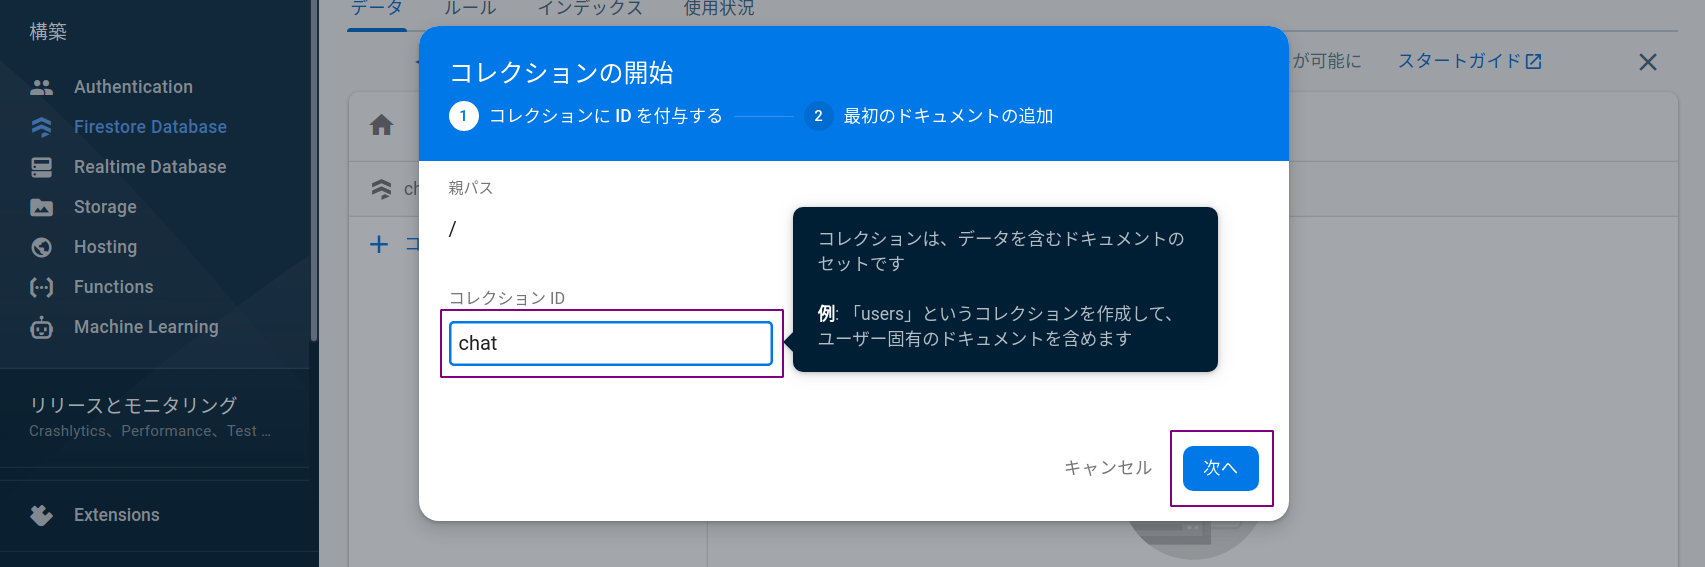 構築
Authentication
Firestore Database
Realtime Database
Storage
Hosting
Functions
Machine Learning
リリースとモニタリング
Crashlytics、Performance、Test ...
Extensions
データ
ルール
インデックス
使用状況
が可能に
スタートガイド
ch
コ
コレクションの開始
1 コレクションに ID を付与する
2 最初のドキュメントの追加
親パス
/
コレクション ID
chat
コレクションは、データを含むドキュメントの
セットです
例: 「users」というコレクションを作成して、
ユーザー固有のドキュメントを含めます
キャンセル
次へ